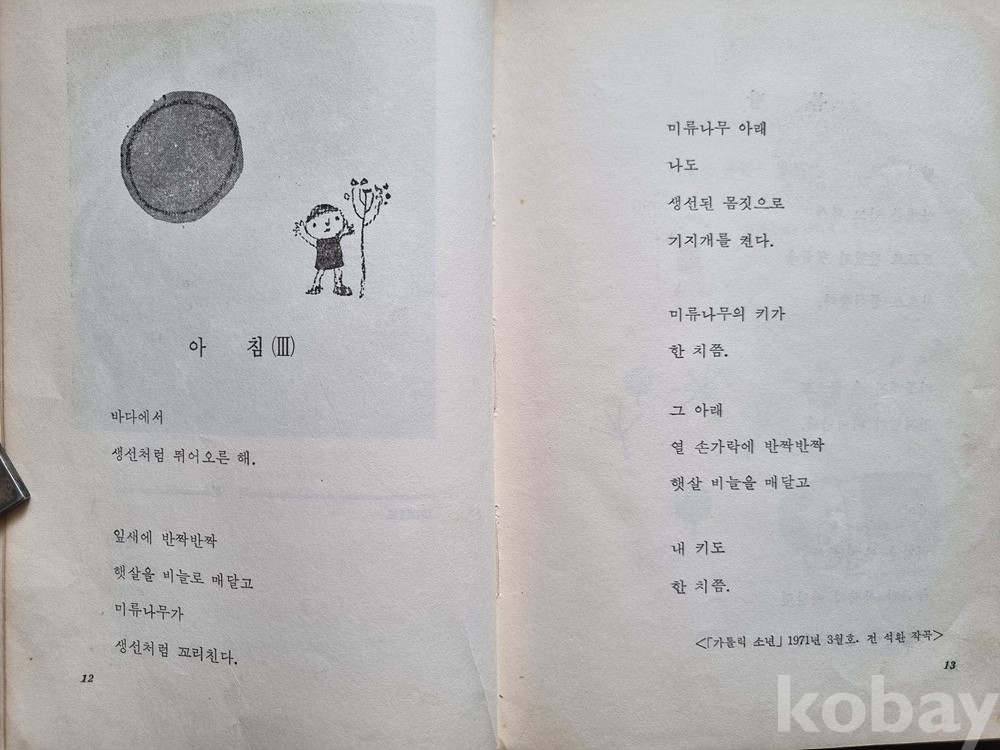 아 침 (Ⅲ)
바다에서
생선처럼 뛰어오른 해.
잎새에 반짝반짝
햇살을 비늘로 매달고
미류나무가
생선처럼 꼬리친다.
12
미류나무 아래
나도
생선된 몸짓으로
기지개를 켠다.
미류나무의 키가
한 치쯤.
그 아래
열 손가락에 반짝반짝
햇살 비늘을 매달고
내 키도
한 치쯤.
<「가톨릭 소년」 1971년 3월호. 전 석환 작곡>
13
kobay